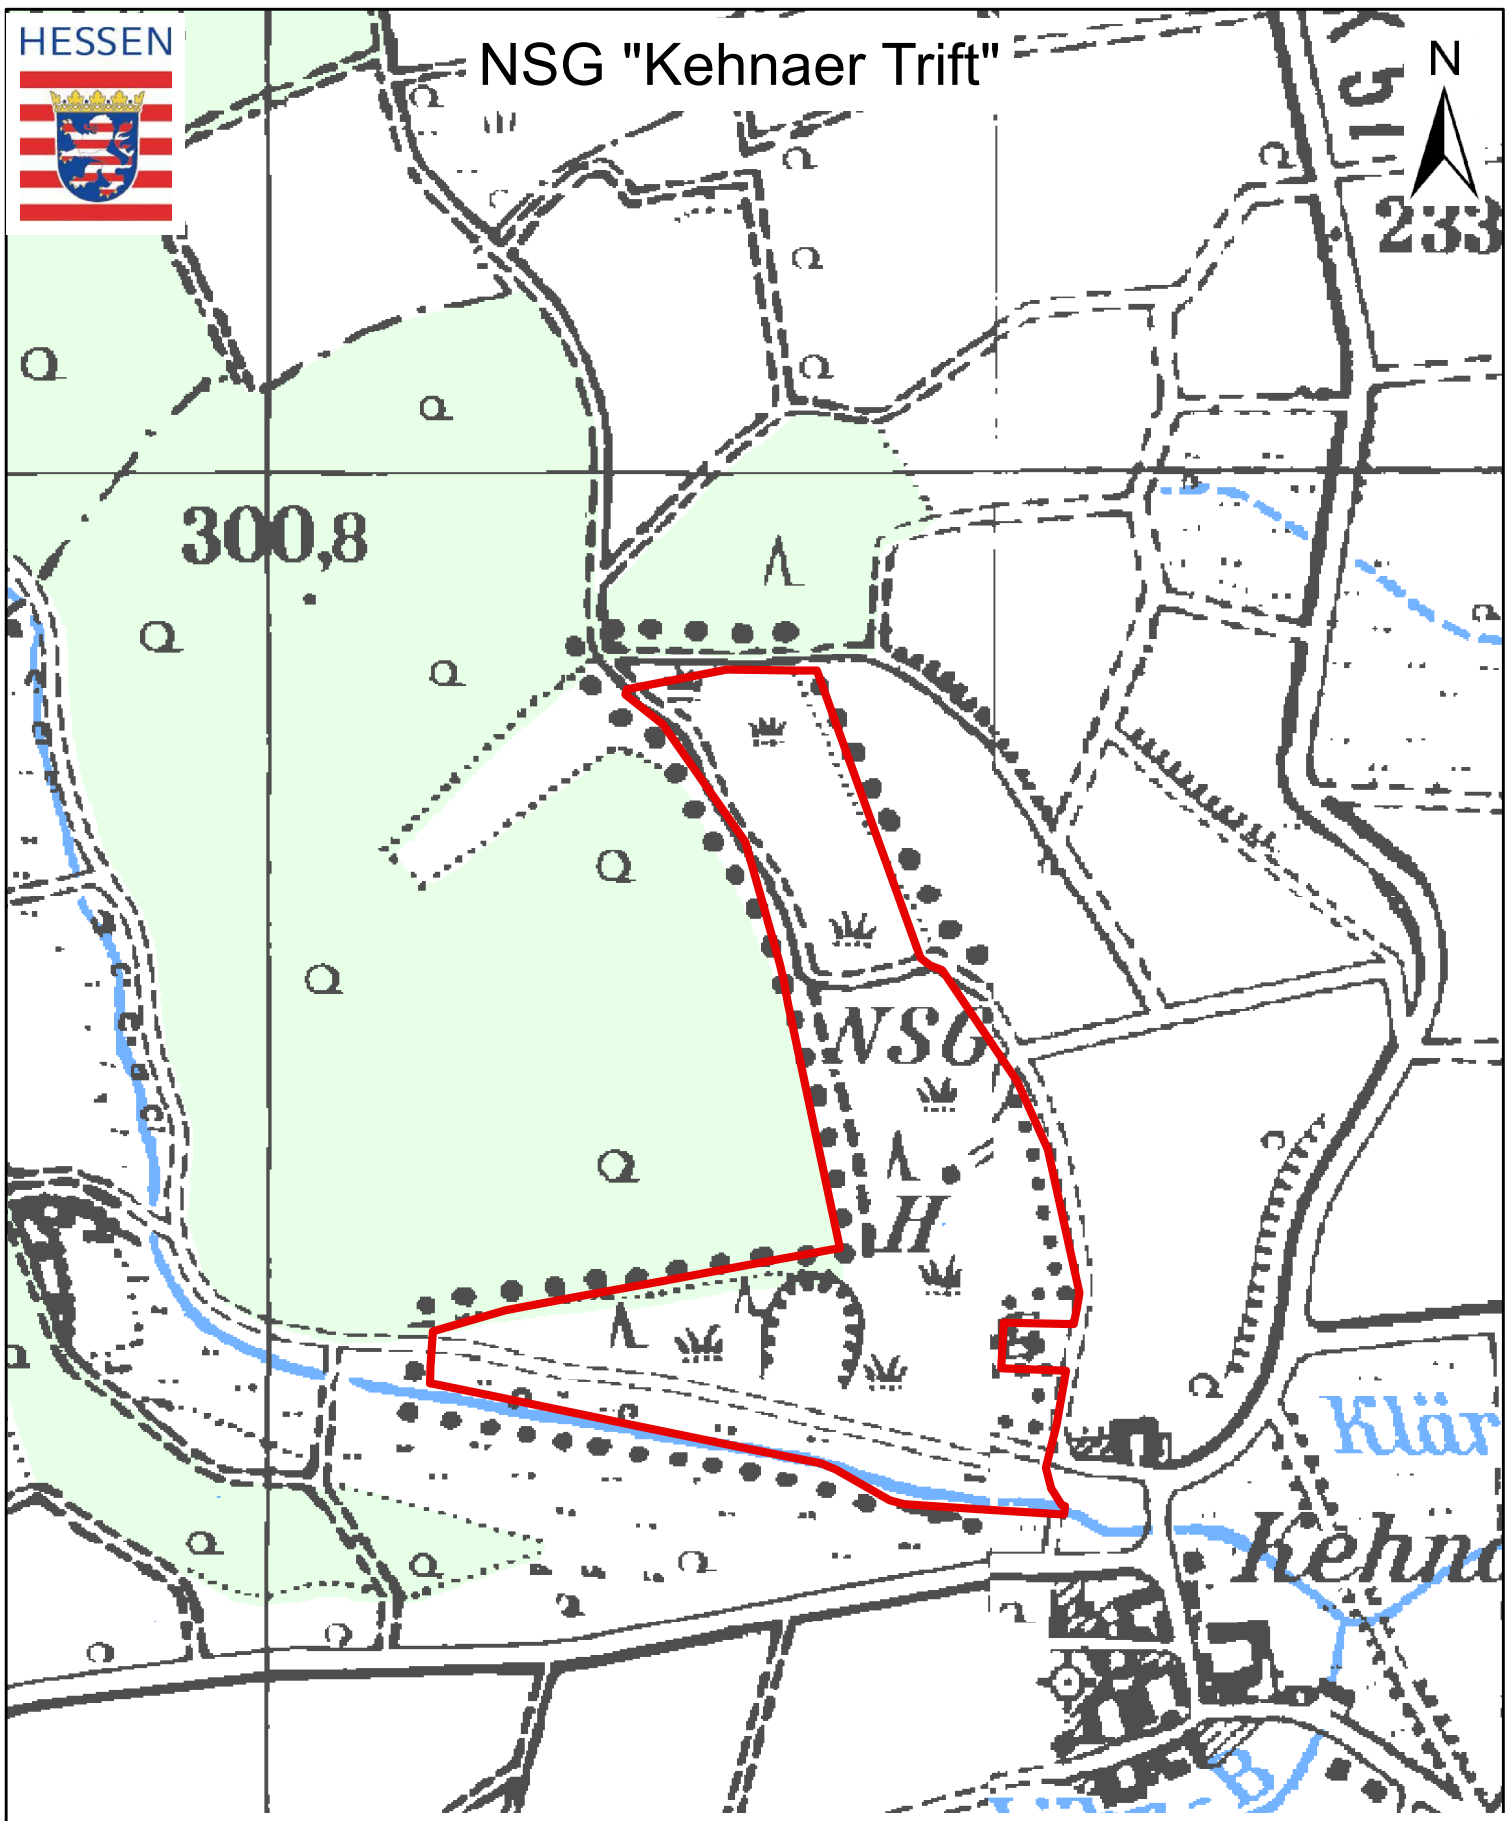 HESSEN
NSG "Kehnaer Trift"
N
233
300,8
NSG
H
Klär
Kehna